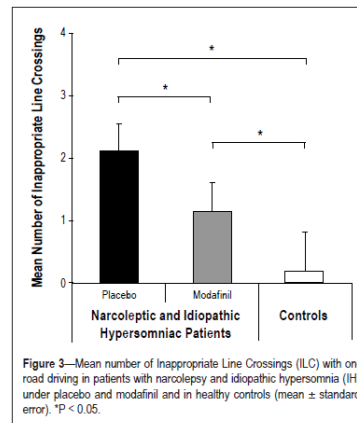 4
3
2
1
0
Mean Number of Inappropriate Line Crossings
*
*
*
Placebo Modafinil
Narcoleptic and Idiopathic Controls
Hypersomniac Patients
Figure 3—Mean number of Inappropriate Line Crossings (ILC) with on-
road driving in patients with narcolepsy and idiopathic hypersomnia (IH)
under placebo and modafinil and in healthy controls (mean ± standard
error). *P < 0.05.